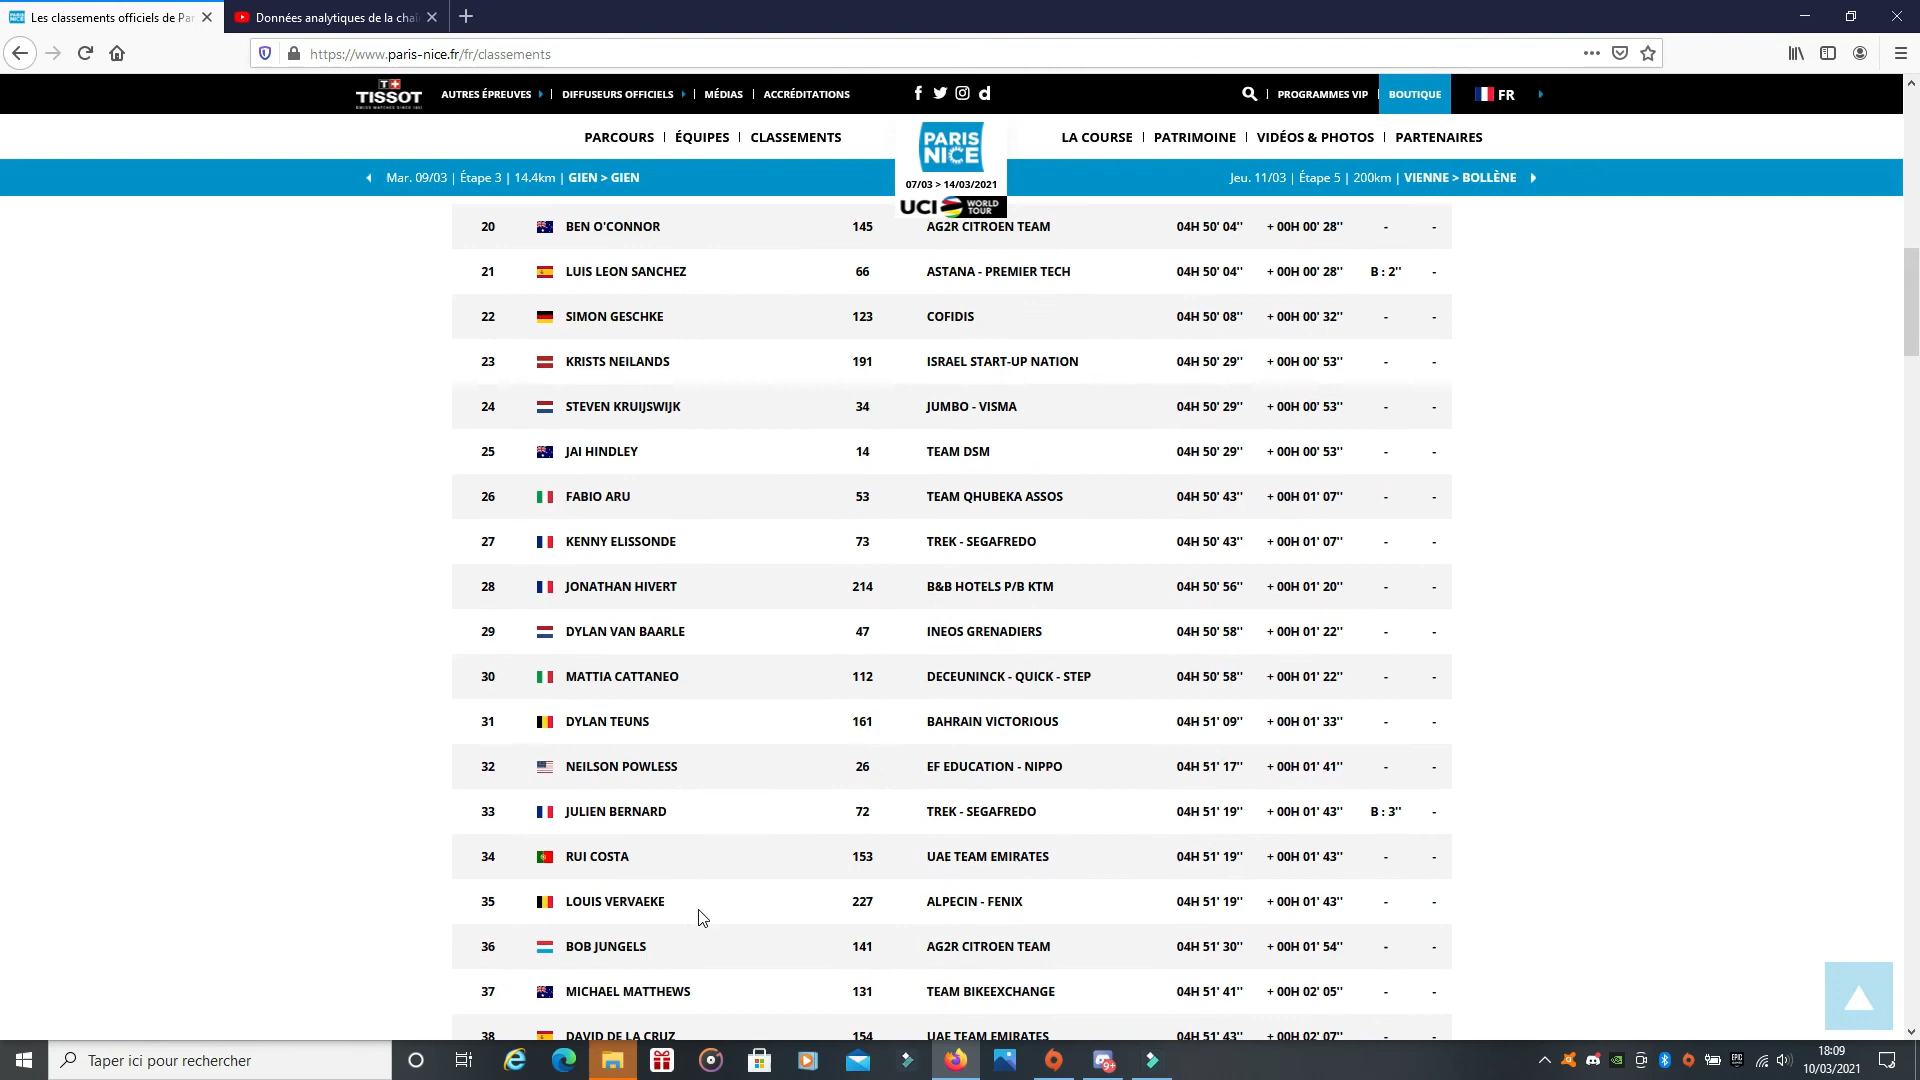 Les classements officiels de Par
Données analytiques de la chaî
https://www.paris-nice.fr/fr/classements
TISSOT
AUTRES ÉPREUVES | DIFFUSEURS OFFICIELS | MÉDIAS | ACCRÉDITATIONS
PROGRAMMES VIP | BOUTIQUE FR
PARCOURS | ÉQUIPES | CLASSEMENTS
PARIS
NICE
LA COURSE | PATRIMOINE | VIDÉOS & PHOTOS | PARTENAIRES
Mar. 09/03 | Étape 3 | 14.4km | GIEN > GIEN
07/03 > 14/03/2021
Jeu. 11/03 | Étape 5 | 200km | VIENNE > BOLLÈNE
UCI WORLD TOUR
20 BEN O'CONNOR 145 AG2R CITROEN TEAM 04H 50' 04'' + 00H 00' 28'' - -
21 LUIS LEON SANCHEZ 66 ASTANA - PREMIER TECH 04H 50' 04'' + 00H 00' 28'' B : 2'' -
22 SIMON GESCHKE 123 COFIDIS 04H 50' 08'' + 00H 00' 32'' - -
23 KRISTS NEILANDS 191 ISRAEL START-UP NATION 04H 50' 29'' + 00H 00' 53'' - -
24 STEVEN KRUIJSWIJK 34 JUMBO - VISMA 04H 50' 29'' + 00H 00' 53'' - -
25 JAI HINDLEY 14 TEAM DSM 04H 50' 29'' + 00H 00' 53'' - -
26 FABIO ARU 53 TEAM QHUBEKA ASSOS 04H 50' 43'' + 00H 01' 07'' - -
27 KENNY ELISSONDE 73 TREK - SEGAFREDO 04H 50' 43'' + 00H 01' 07'' - -
28 JONATHAN HIVERT 214 B&B HOTELS P/B KTM 04H 50' 56'' + 00H 01' 20'' - -
29 DYLAN VAN BAARLE 47 INEOS GRENADIERS 04H 50' 58'' + 00H 01' 22'' - -
30 MATTIA CATTANEO 112 DECEUNINCK - QUICK - STEP 04H 50' 58'' + 00H 01' 22'' - -
31 DYLAN TEUNS 161 BAHRAIN VICTORIOUS 04H 51' 09'' + 00H 01' 33'' - -
32 NEILSON POWLESS 26 EF EDUCATION - NIPPO 04H 51' 17'' + 00H 01' 41'' - -
33 JULIEN BERNARD 72 TREK - SEGAFREDO 04H 51' 19'' + 00H 01' 43'' B : 3'' -
34 RUI COSTA 153 UAE TEAM EMIRATES 04H 51' 19'' + 00H 01' 43'' - -
35 LOUIS VERVAEKE 227 ALPECIN - FENIX 04H 51' 19'' + 00H 01' 43'' - -
36 BOB JUNGELS 141 AG2R CITROEN TEAM 04H 51' 30'' + 00H 01' 54'' - -
37 MICHAEL MATTHEWS 131 TEAM BIKEEXCHANGE 04H 51' 41'' + 00H 02' 05'' - -
38 DAVID DE LA CRUZ 154 UAE TEAM EMIRATES 04H 51' 43'' + 00H 02' 07'' - -
Taper ici pour rechercher
18:09
10/03/2021